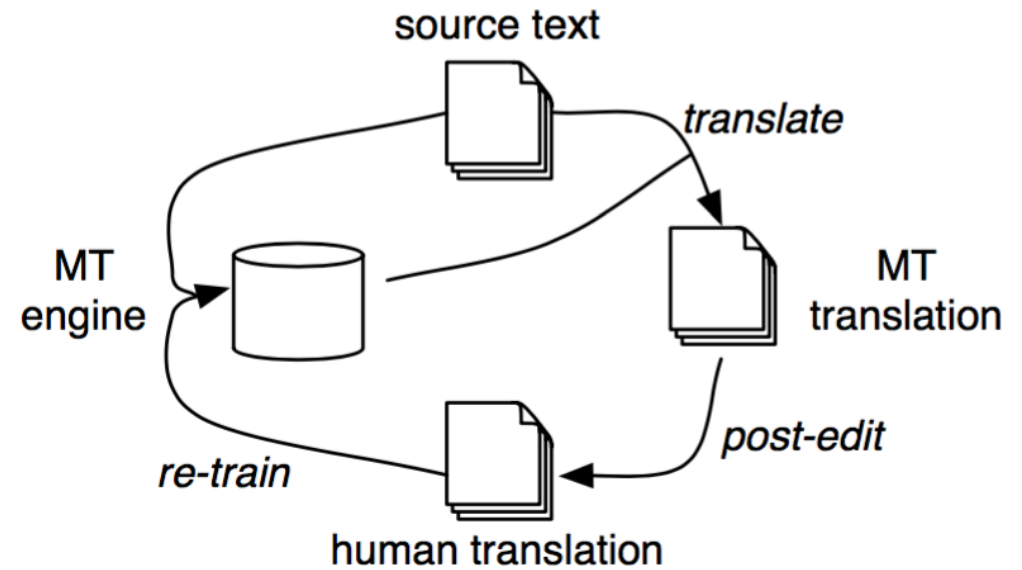 source text
translate
MT
engine
MT
translation
post-edit
re-train
human translation